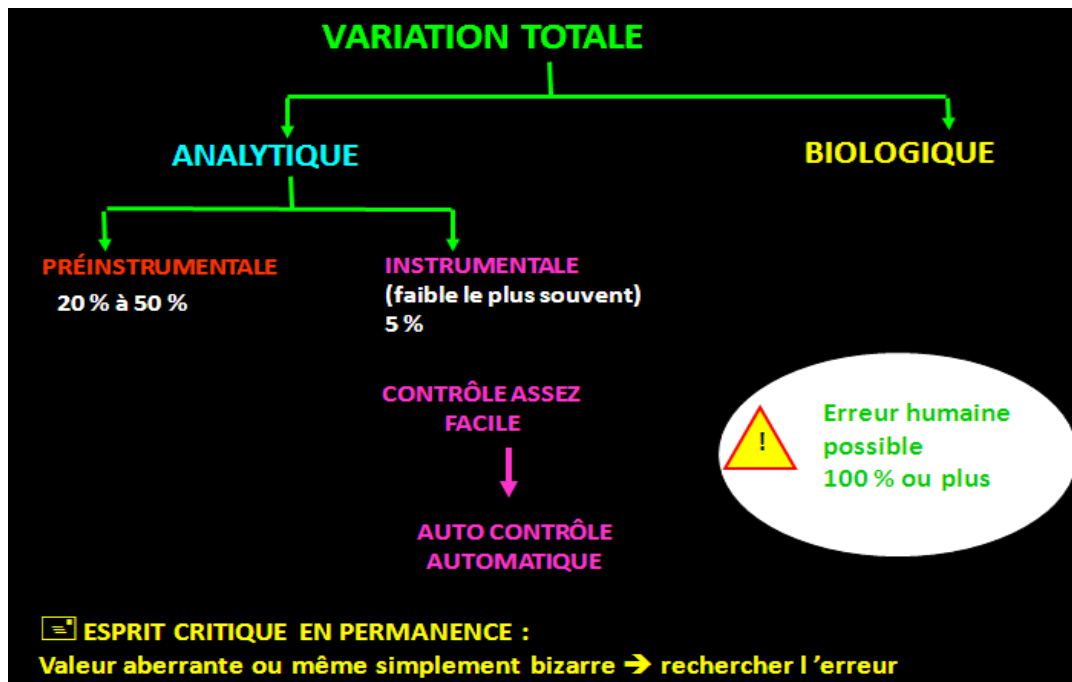 VARIATION TOTALE
ANALYTIQUE
BIOLOGIQUE
PRÉINSTRUMENTALE
20 % à 50 %
INSTRUMENTALE
(faible le plus souvent)
5 %
CONTRÔLE ASSEZ
FACILE
AUTO CONTRÔLE
AUTOMATIQUE
!
Erreur humaine
possible
100 % ou plus
ESPRIT CRITIQUE EN PERMANENCE :
Valeur aberrante ou même simplement bizarre ➔ rechercher l ’erreur